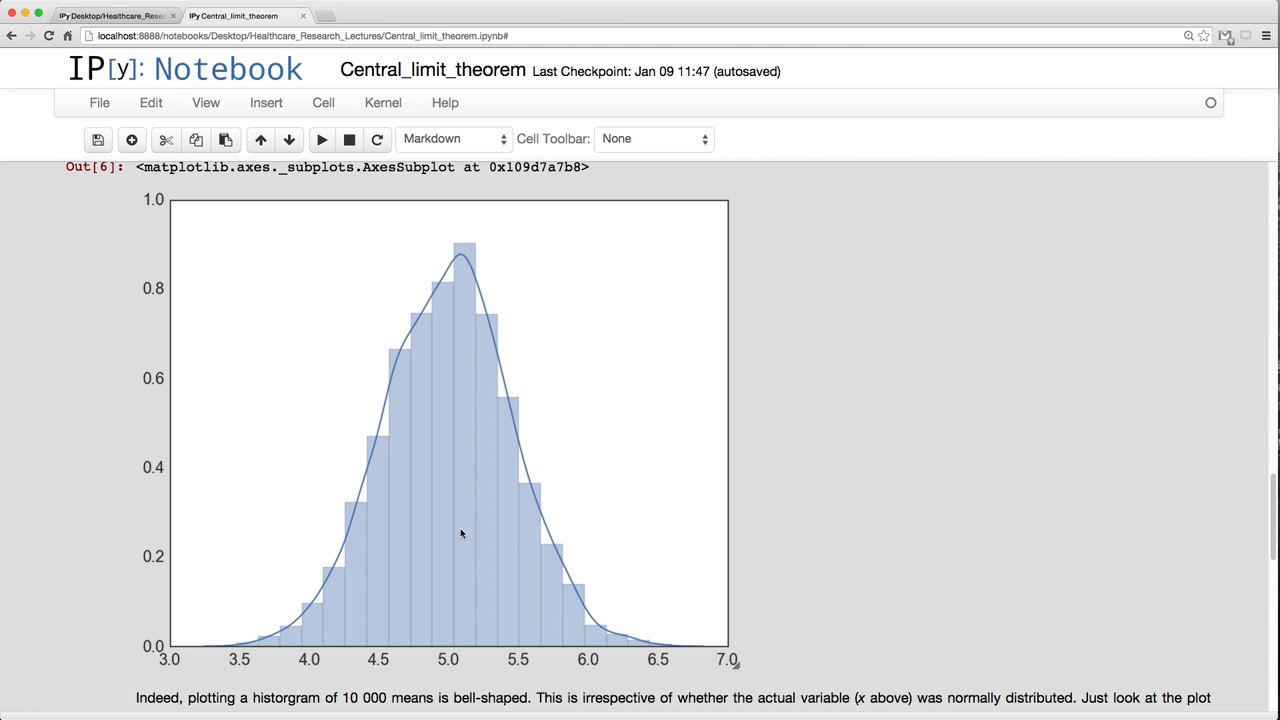 IPy Desktop/Healthcare_Rese
IPy Central_limit_theorem
localhost:8888/notebooks/Desktop/Healthcare_Research_Lectures/Central_limit_theorem.ipynb#
IP[y]: Notebook
Central_limit_theorem Last Checkpoint: Jan 09 11:47 (autosaved)
File Edit View Insert Cell Kernel Help
Markdown Cell Toolbar: None
Out[6]: <matplotlib.axes._subplots.AxesSubplot at 0x109d7a7b8>
1.0
0.8
0.6
0.4
0.2
0.0
3.0 3.5 4.0 4.5 5.0 5.5 6.0 6.5 7.0
Indeed, plotting a historgram of 10 000 means is bell-shaped. This is irrespective of whether the actual variable (x above) was normally distributed. Just look at the plot